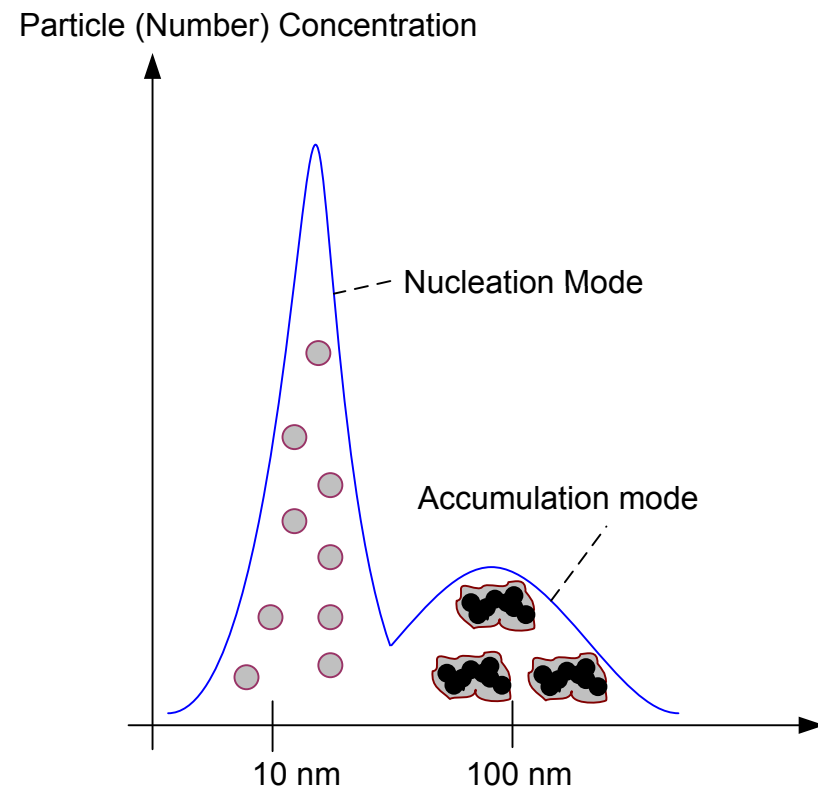 Particle (Number) Concentration
Nucleation Mode
Accumulation mode
10 nm
100 nm